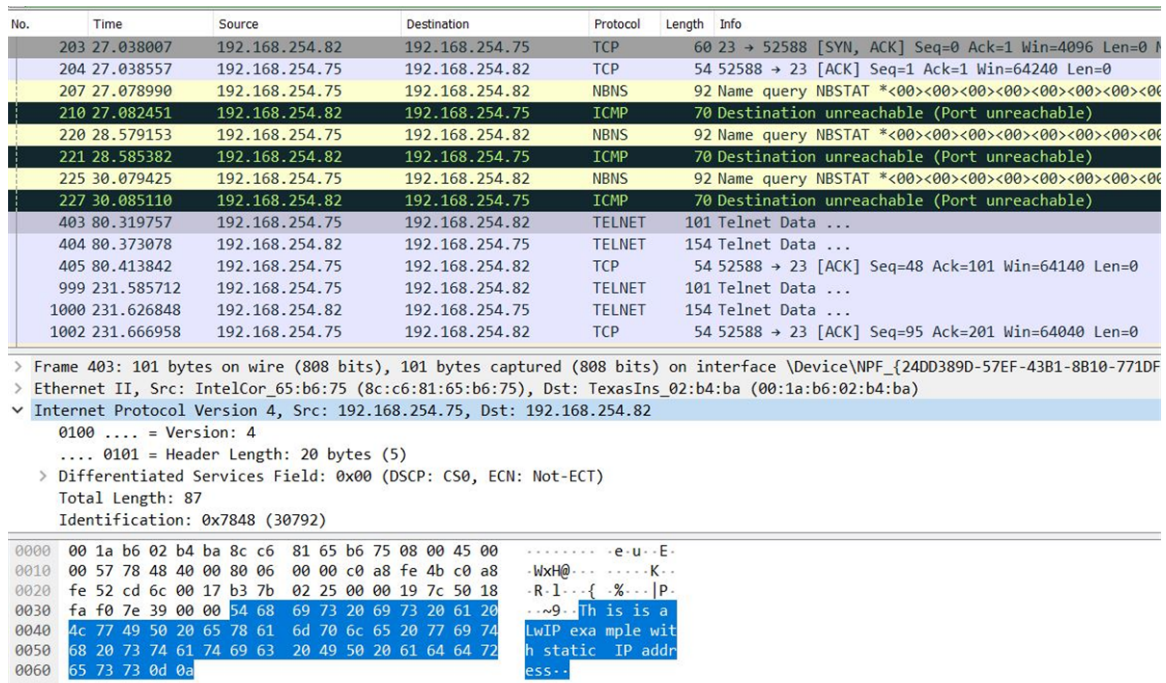 No. Time Source Destination Protocol Length Info
203 27.038007 192.168.254.82 192.168.254.75 TCP 60 23 → 52588 [SYN, ACK] Seq=0 Ack=1 Win=4096 Len=0
204 27.038557 192.168.254.75 192.168.254.82 TCP 54 52588 → 23 [ACK] Seq=1 Ack=1 Win=64240 Len=0
207 27.078990 192.168.254.75 192.168.254.82 NBNS 92 Name query NBSTAT *<00><00><00><00><00><00><00><00
210 27.082451 192.168.254.82 192.168.254.75 ICMP 70 Destination unreachable (Port unreachable)
220 28.579153 192.168.254.75 192.168.254.82 NBNS 92 Name query NBSTAT *<00><00><00><00><00><00><00><00
221 28.585382 192.168.254.82 192.168.254.75 ICMP 70 Destination unreachable (Port unreachable)
225 30.079425 192.168.254.75 192.168.254.82 NBNS 92 Name query NBSTAT *<00><00><00><00><00><00><00><00
227 30.085110 192.168.254.82 192.168.254.75 ICMP 70 Destination unreachable (Port unreachable)
403 80.319757 192.168.254.75 192.168.254.82 TELNET 101 Telnet Data ...
404 80.373078 192.168.254.82 192.168.254.75 TELNET 154 Telnet Data ...
405 80.413842 192.168.254.75 192.168.254.82 TCP 54 52588 → 23 [ACK] Seq=48 Ack=101 Win=64140 Len=0
999 231.585712 192.168.254.75 192.168.254.82 TELNET 101 Telnet Data ...
1000 231.626848 192.168.254.82 192.168.254.75 TELNET 154 Telnet Data ...
1002 231.666958 192.168.254.75 192.168.254.82 TCP 54 52588 → 23 [ACK] Seq=95 Ack=201 Win=64040 Len=0
Frame 403: 101 bytes on wire (808 bits), 101 bytes captured (808 bits) on interface \Device\NPF_{24DD389D-57EF-43B1-8B10-771DF
Ethernet II, Src: IntelCor_65:b6:75 (8c:c6:81:65:b6:75), Dst: TexasIns_02:b4:ba (00:1a:b6:02:b4:ba)
Internet Protocol Version 4, Src: 192.168.254.75, Dst: 192.168.254.82
0100 .... = Version: 4
.... 0101 = Header Length: 20 bytes (5)
Differentiated Services Field: 0x00 (DSCP: CS0, ECN: Not-ECT)
Total Length: 87
Identification: 0x7848 (30792)
0000 00 1a b6 02 b4 ba 8c c6 81 65 b6 75 08 00 45 00 ········ ·e·u··E·
0010 00 57 78 48 40 00 80 06 00 00 c0 a8 fe 4b c0 a8 ·WxH@··· ·····K··
0020 fe 52 cd 6c 00 17 b3 7b 02 25 00 00 19 7c 50 18 ·R·l···{ ·%···|P·
0030 fa f0 7e 39 00 00 54 68 69 73 20 69 73 20 61 20 ··~9··Th is is a
0040 4c 77 49 50 20 65 78 61 6d 70 6c 65 20 77 69 74 LwIP exa mple wit
0050 68 20 73 74 61 74 69 63 20 49 50 20 61 64 64 72 h static IP addr
0060 65 73 73 0d 0a ess··